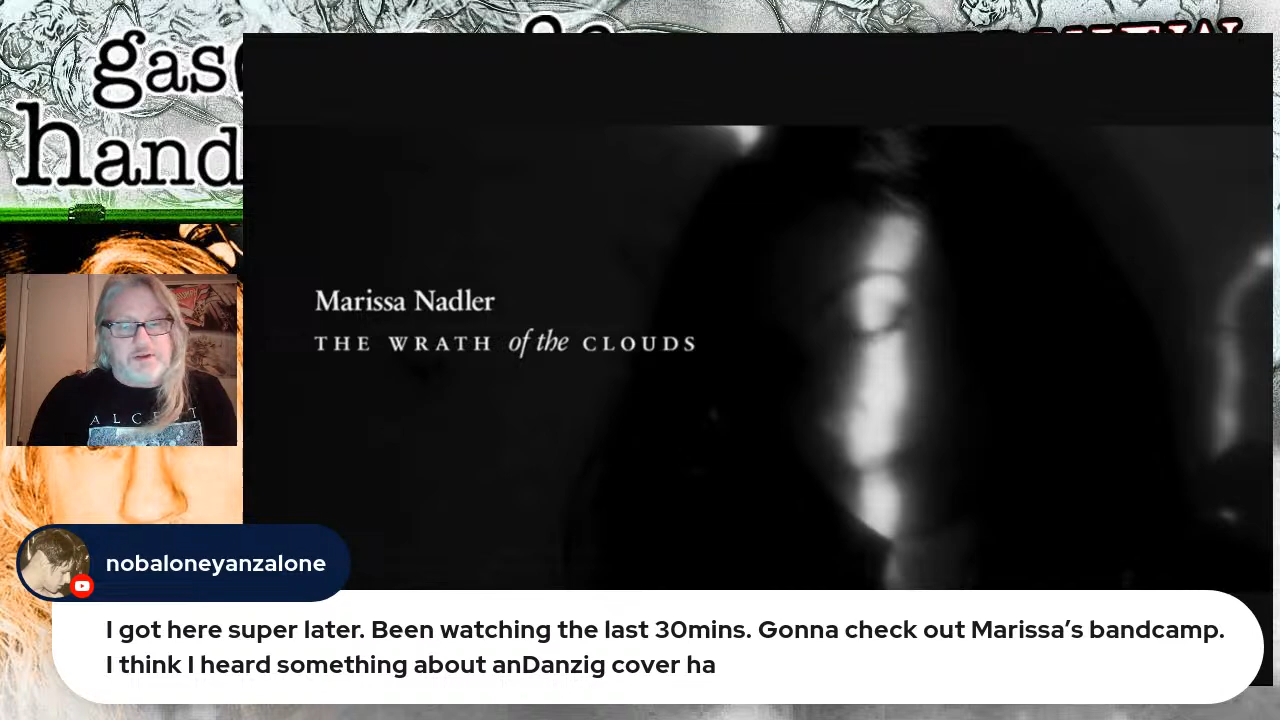 gas
hand
Marissa Nadler
THE WRATH of the CLOUDS
ALCEST
nobaloneyanzalone
I got here super later. Been watching the last 30mins. Gonna check out Marissa’s bandcamp.
I think I heard something about anDanzig cover ha